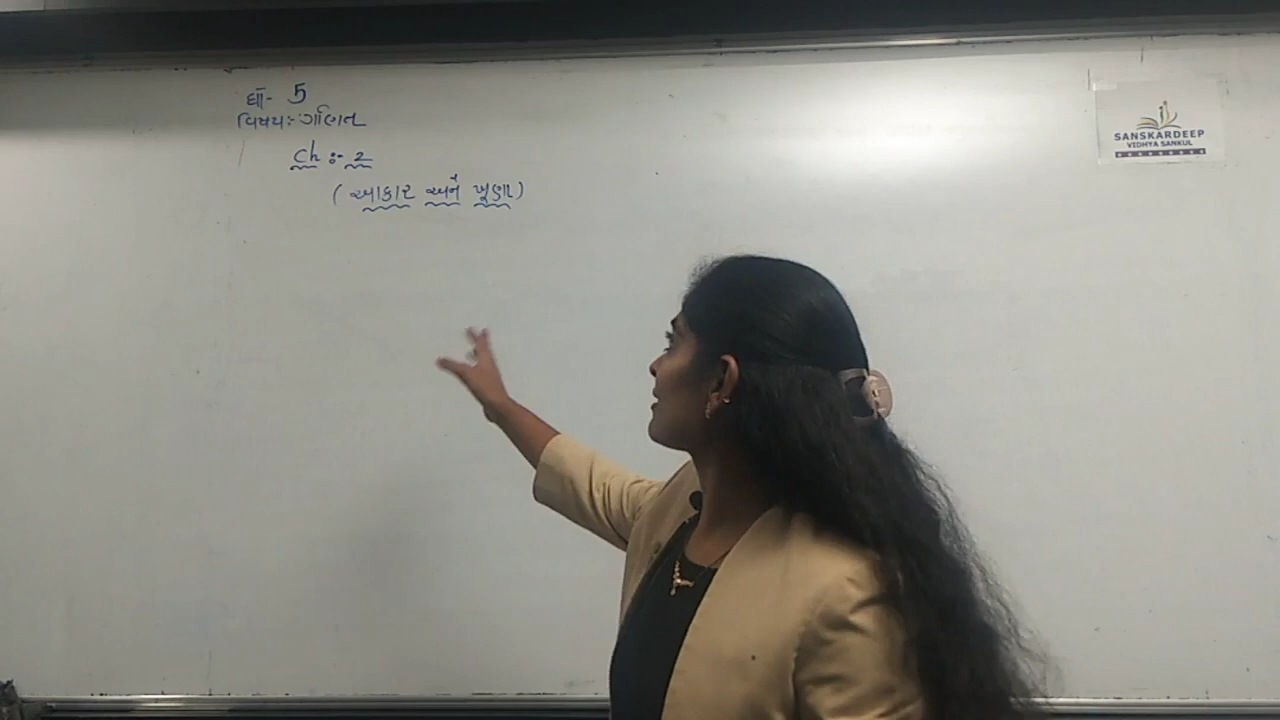 ધો- 5
વિષય:- ગણિત
Ch :- 2
( આકાર અને ખૂણા )
SANSKARDEEP
VIDHYA SANKUL